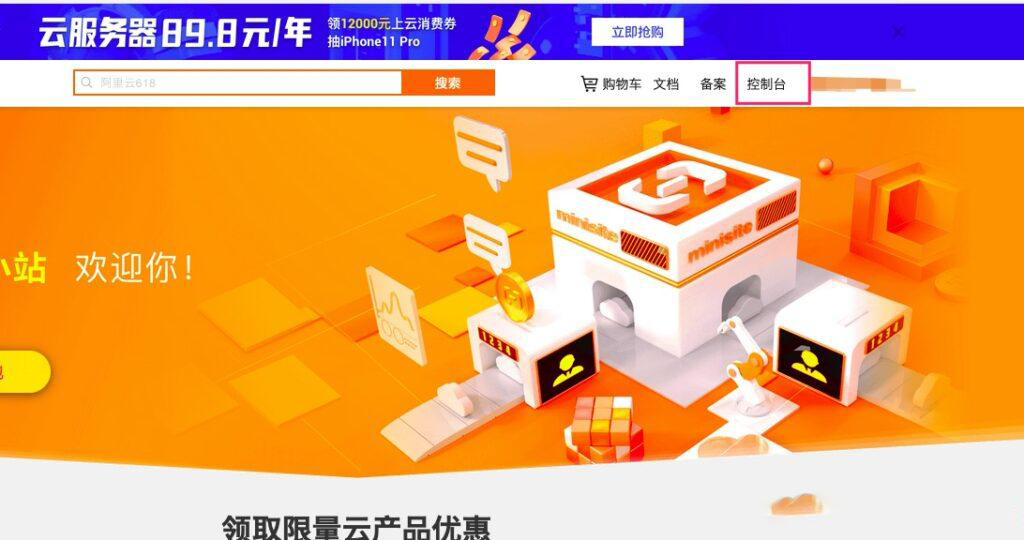 云服务器89.8元/年
领12000元上云消费券
抽iPhone11 Pro
立即抢购
阿里云618
搜索
购物车
文档
备案
控制台
minisite
minisite
小站 欢迎你！
1234
1234
领取限量云产品优惠